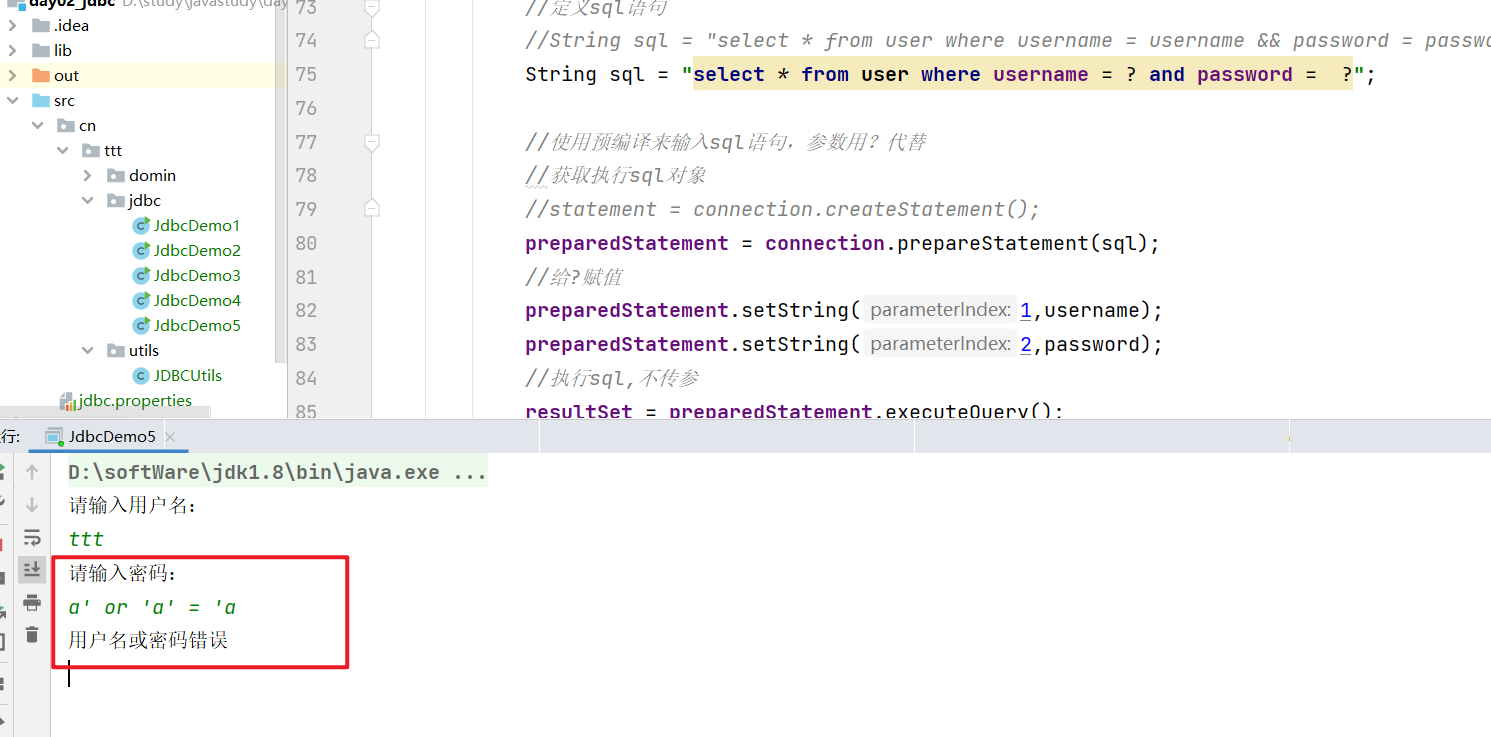 day02_jdbc D:\study\javastudy\day
.idea
lib
out
src
cn
ttt
domin
jdbc
JdbcDemo1
JdbcDemo2
JdbcDemo3
JdbcDemo4
JdbcDemo5
utils
JDBCUtils
jdbc.properties
73 //定义sql语句
74 //String sql = "select * from user where username = username && password = passwo
75 String sql = "select * from user where username = ? and password =  ?";
76
77 //使用预编译来输入sql语句，参数用？代替
78 //获取执行sql对象
79 //statement = connection.createStatement();
80 preparedStatement = connection.prepareStatement(sql);
81 //给?赋值
82 preparedStatement.setString( parameterIndex: 1,username);
83 preparedStatement.setString( parameterIndex: 2,password);
84 //执行sql,不传参
85 resultSet = preparedStatement.executeQuery();
行: JdbcDemo5
D:\softWare\jdk1.8\bin\java.exe ...
请输入用户名：
ttt
请输入密码：
a' or 'a' = 'a
用户名或密码错误